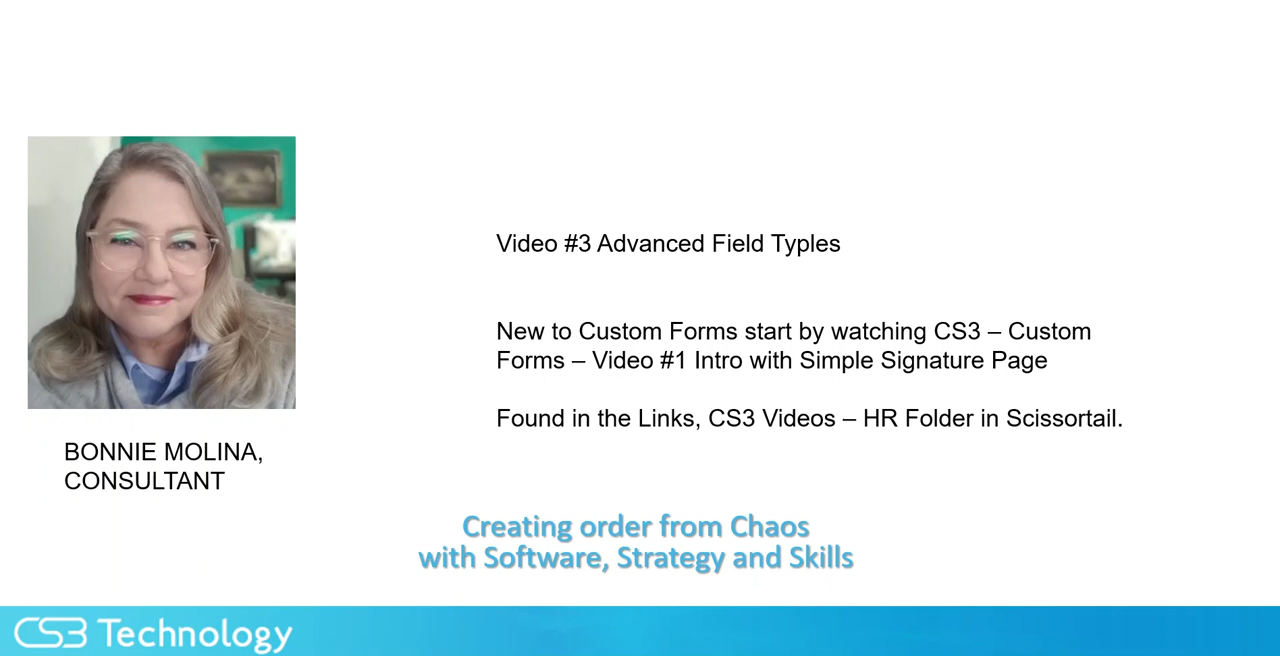 Video #3 Advanced Field Typles
New to Custom Forms start by watching CS3 – Custom
Forms – Video #1 Intro with Simple Signature Page
Found in the Links, CS3 Videos – HR Folder in Scissortail.
BONNIE MOLINA,
CONSULTANT
Creating order from Chaos
with Software, Strategy and Skills
CS3 Technology